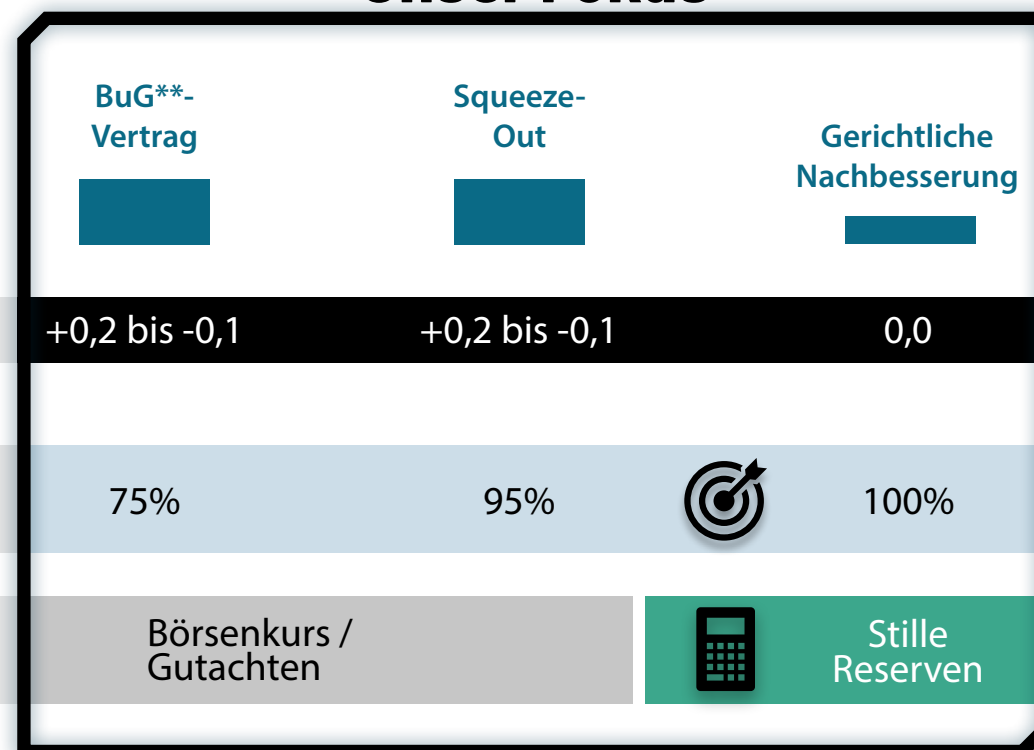 BuG**-
Vertrag
Squeeze-
Out
Gerichtliche
Nachbesserung
+0,2 bis -0,1
+0,2 bis -0,1
0,0
75%
95%
100%
Börsenkurs /
Gutachten
Stille
Reserven